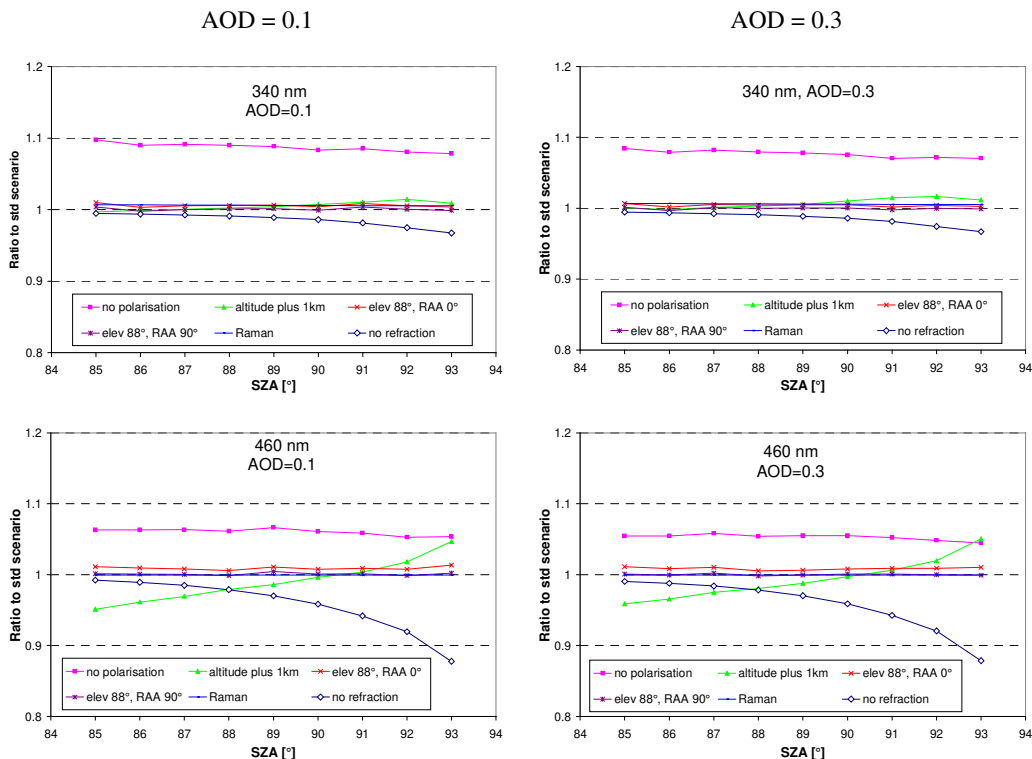 AOD = 0.1
AOD = 0.3
1.2
1.1
1
0.9
0.8
Ratio to std scenario
340 nm
AOD=0.1
no polarisation
altitude plus 1km
elev 88°, RAA 0°
elev 88°, RAA 90°
Raman
no refraction
84 85 86 87 88 89 90 91 92 93 94
SZA [°]
1.2
1.1
1
0.9
0.8
Ratio to std scenario
340 nm, AOD=0.3
no polarisation
altitude plus 1km
elev 88°, RAA 0°
elev 88°, RAA 90°
Raman
no refraction
84 85 86 87 88 89 90 91 92 93 94
SZA [°]
1.2
1.1
1
0.9
0.8
Ratio to std scenario
460 nm
AOD=0.1
no polarisation
altitude plus 1km
elev 88°, RAA 0°
elev 88°, RAA 90°
Raman
no refraction
84 85 86 87 88 89 90 91 92 93 94
SZA [°]
1.2
1.1
1
0.9
0.8
Ratio to std scenario
460 nm
AOD=0.3
no polarisation
altitude plus 1km
elev 88°, RAA 0°
elev 88°, RAA 90°
Raman
no refraction
84 85 86 87 88 89 90 91 92 93 94
SZA [°]